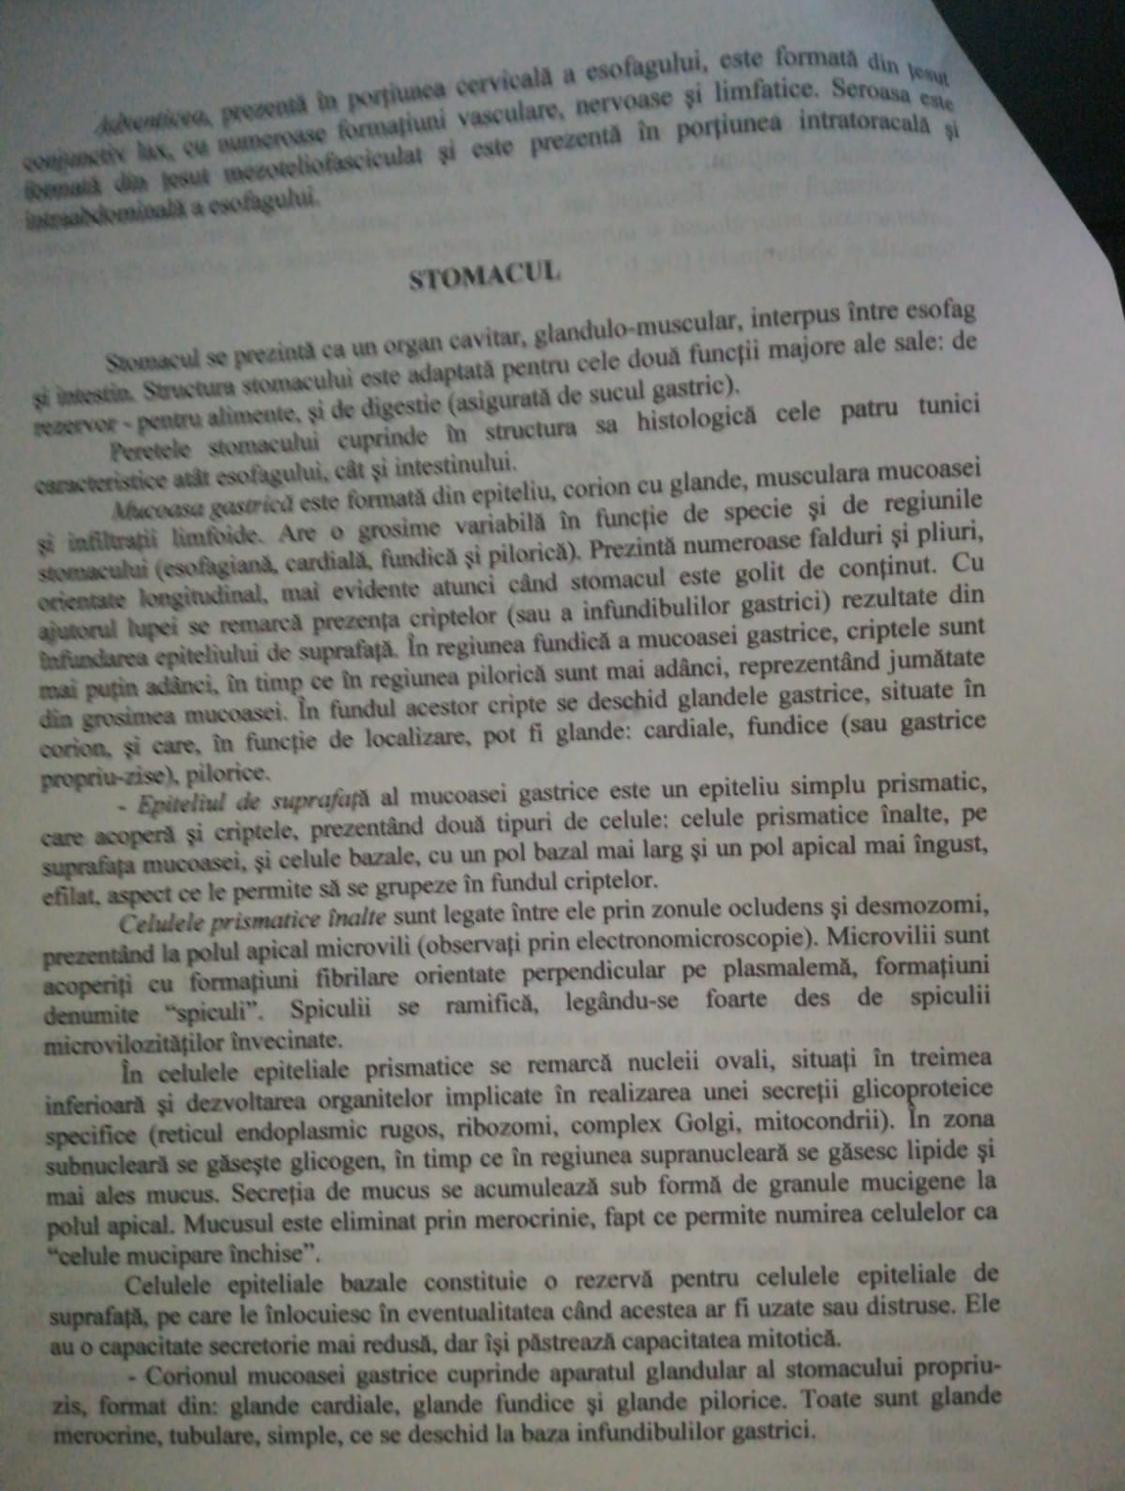 Adventicea, prezentă în porţiunea cervicală a esofagului, este formată din ţesut
conjunctiv lax, cu numeroase formaţiuni vasculare, nervoase şi limfatice. Seroasa este
formată din ţesut mezoteliofasciculat şi este prezentă în porţiunea intratoracală şi
intraabdominală a esofagului.
STOMACUL
Stomacul se prezintă ca un organ cavitar, glandulo-muscular, interpus între esofag
şi intestin. Structura stomacului este adaptată pentru cele două funcţii majore ale sale: de
rezervor - pentru alimente, şi de digestie (asigurată de sucul gastric).
Peretele stomacului cuprinde în structura sa histologică cele patru tunici
caracteristice atât esofagului, cât şi intestinului.
Mucoasa gastrică este formată din epiteliu, corion cu glande, musculara mucoasei
şi infiltraţii limfoide. Are o grosime variabilă în funcţie de specie şi de regiunile
stomacului (esofagiană, cardială, fundică şi pilorică). Prezintă numeroase falduri şi pliuri,
orientate longitudinal, mai evidente atunci când stomacul este golit de conţinut. Cu
ajutorul lupei se remarcă prezenţa criptelor (sau a infundibulilor gastrici) rezultate din
înfundarea epiteliului de suprafaţă. În regiunea fundică a mucoasei gastrice, criptele sunt
mai puţin adânci, în timp ce în regiunea pilorică sunt mai adânci, reprezentând jumătate
din grosimea mucoasei. În fundul acestor cripte se deschid glandele gastrice, situate în
corion, şi care, în funcţie de localizare, pot fi glande: cardiale, fundice (sau gastrice
propriu-zise), pilorice.
- Epiteliul de suprafaţă al mucoasei gastrice este un epiteliu simplu prismatic,
care acoperă şi criptele, prezentând două tipuri de celule: celule prismatice înalte, pe
suprafaţa mucoasei, şi celule bazale, cu un pol bazal mai larg şi un pol apical mai îngust,
efilat, aspect ce le permite să se grupeze în fundul criptelor.
Celulele prismatice înalte sunt legate între ele prin zonule ocludens şi desmozomi,
prezentând la polul apical microvili (observaţi prin electronomicroscopie). Microvilii sunt
acoperiţi cu formaţiuni fibrilare orientate perpendicular pe plasmalemă, formaţiuni
denumite “spiculi”. Spiculii se ramifică, legându-se foarte des de spiculii
microvilozităţilor învecinate.
În celulele epiteliale prismatice se remarcă nucleii ovali, situaţi în treimea
inferioară şi dezvoltarea organitelor implicate în realizarea unei secreţii glicoproteice
specifice (reticul endoplasmic rugos, ribozomi, complex Golgi, mitocondrii). În zona
subnucleară se găseşte glicogen, în timp ce în regiunea supranucleară se găsesc lipide şi
mai ales mucus. Secreţia de mucus se acumulează sub formă de granule mucigene la
polul apical. Mucusul este eliminat prin merocrinie, fapt ce permite numirea celulelor ca
“celule mucipare închise”.
Celulele epiteliale bazale constituie o rezervă pentru celulele epiteliale de
suprafaţă, pe care le înlocuiesc în eventualitatea când acestea ar fi uzate sau distruse. Ele
au o capacitate secretorie mai redusă, dar îşi păstrează capacitatea mitotică.
- Corionul mucoasei gastrice cuprinde aparatul glandular al stomacului propriu-
zis, format din: glande cardiale, glande fundice şi glande pilorice. Toate sunt glande
merocrine, tubulare, simple, ce se deschid la baza infundibulilor gastrici.